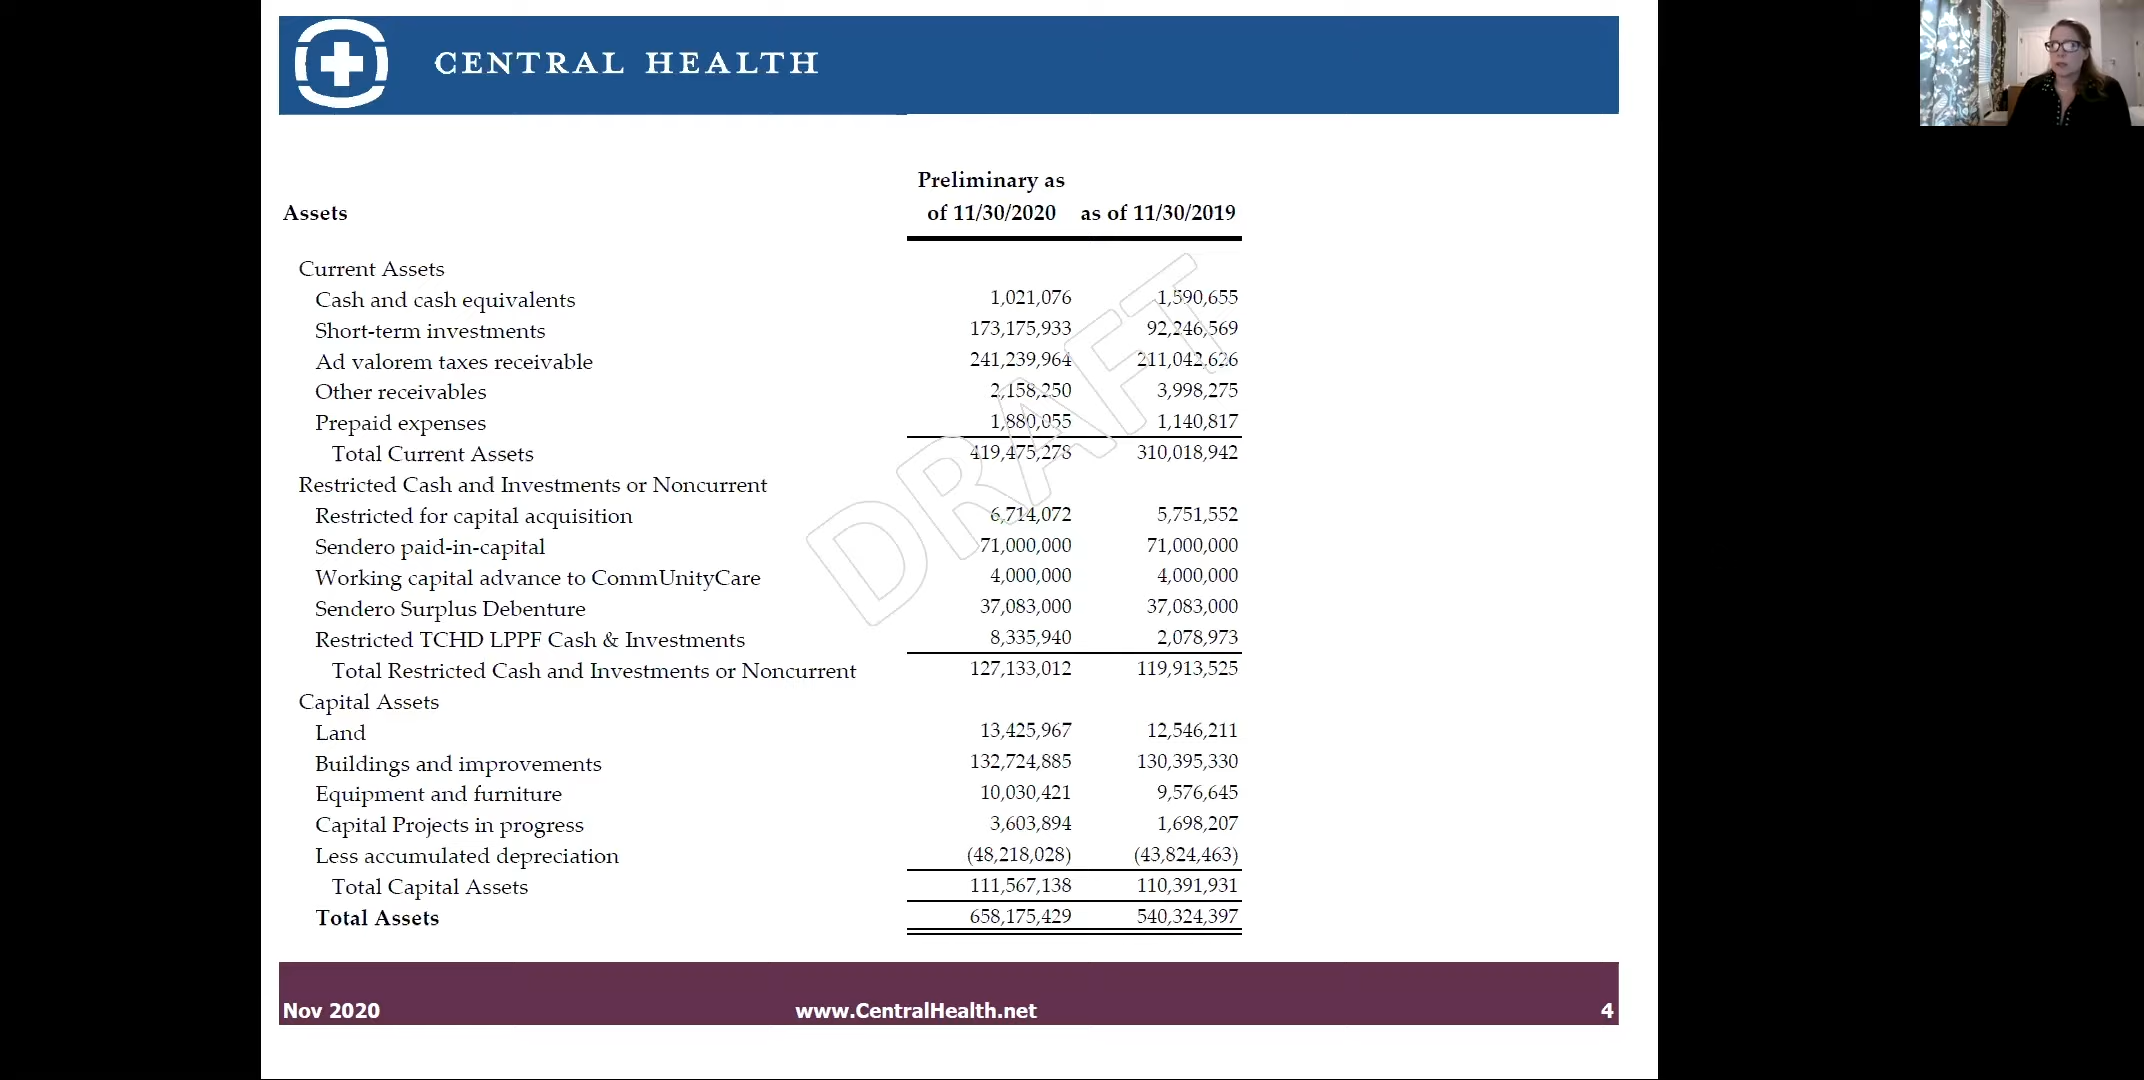 CENTRAL HEALTH
Preliminary as
Assets of 11/30/2020 as of 11/30/2019
Current Assets
Cash and cash equivalents 1,021,076 1,590,655
Short-term investments 173,175,933 92,246,569
Ad valorem taxes receivable 241,239,964 211,042,626
Other receivables 2,158,250 3,998,275
Prepaid expenses 1,880,055 1,140,817
Total Current Assets 419,475,278 310,018,942
Restricted Cash and Investments or Noncurrent
Restricted for capital acquisition 6,714,072 5,751,552
Sendero paid-in-capital 71,000,000 71,000,000
Working capital advance to CommUnityCare 4,000,000 4,000,000
Sendero Surplus Debenture 37,083,000 37,083,000
Restricted TCHD LPPF Cash & Investments 8,335,940 2,078,973
Total Restricted Cash and Investments or Noncurrent 127,133,012 119,913,525
Capital Assets
Land 13,425,967 12,546,211
Buildings and improvements 132,724,885 130,395,330
Equipment and furniture 10,030,421 9,576,645
Capital Projects in progress 3,603,894 1,698,207
Less accumulated depreciation (48,218,028) (43,824,463)
Total Capital Assets 111,567,138 110,391,931
Total Assets 658,175,429 540,324,397
DRAFT
Nov 2020 www.CentralHealth.net 4